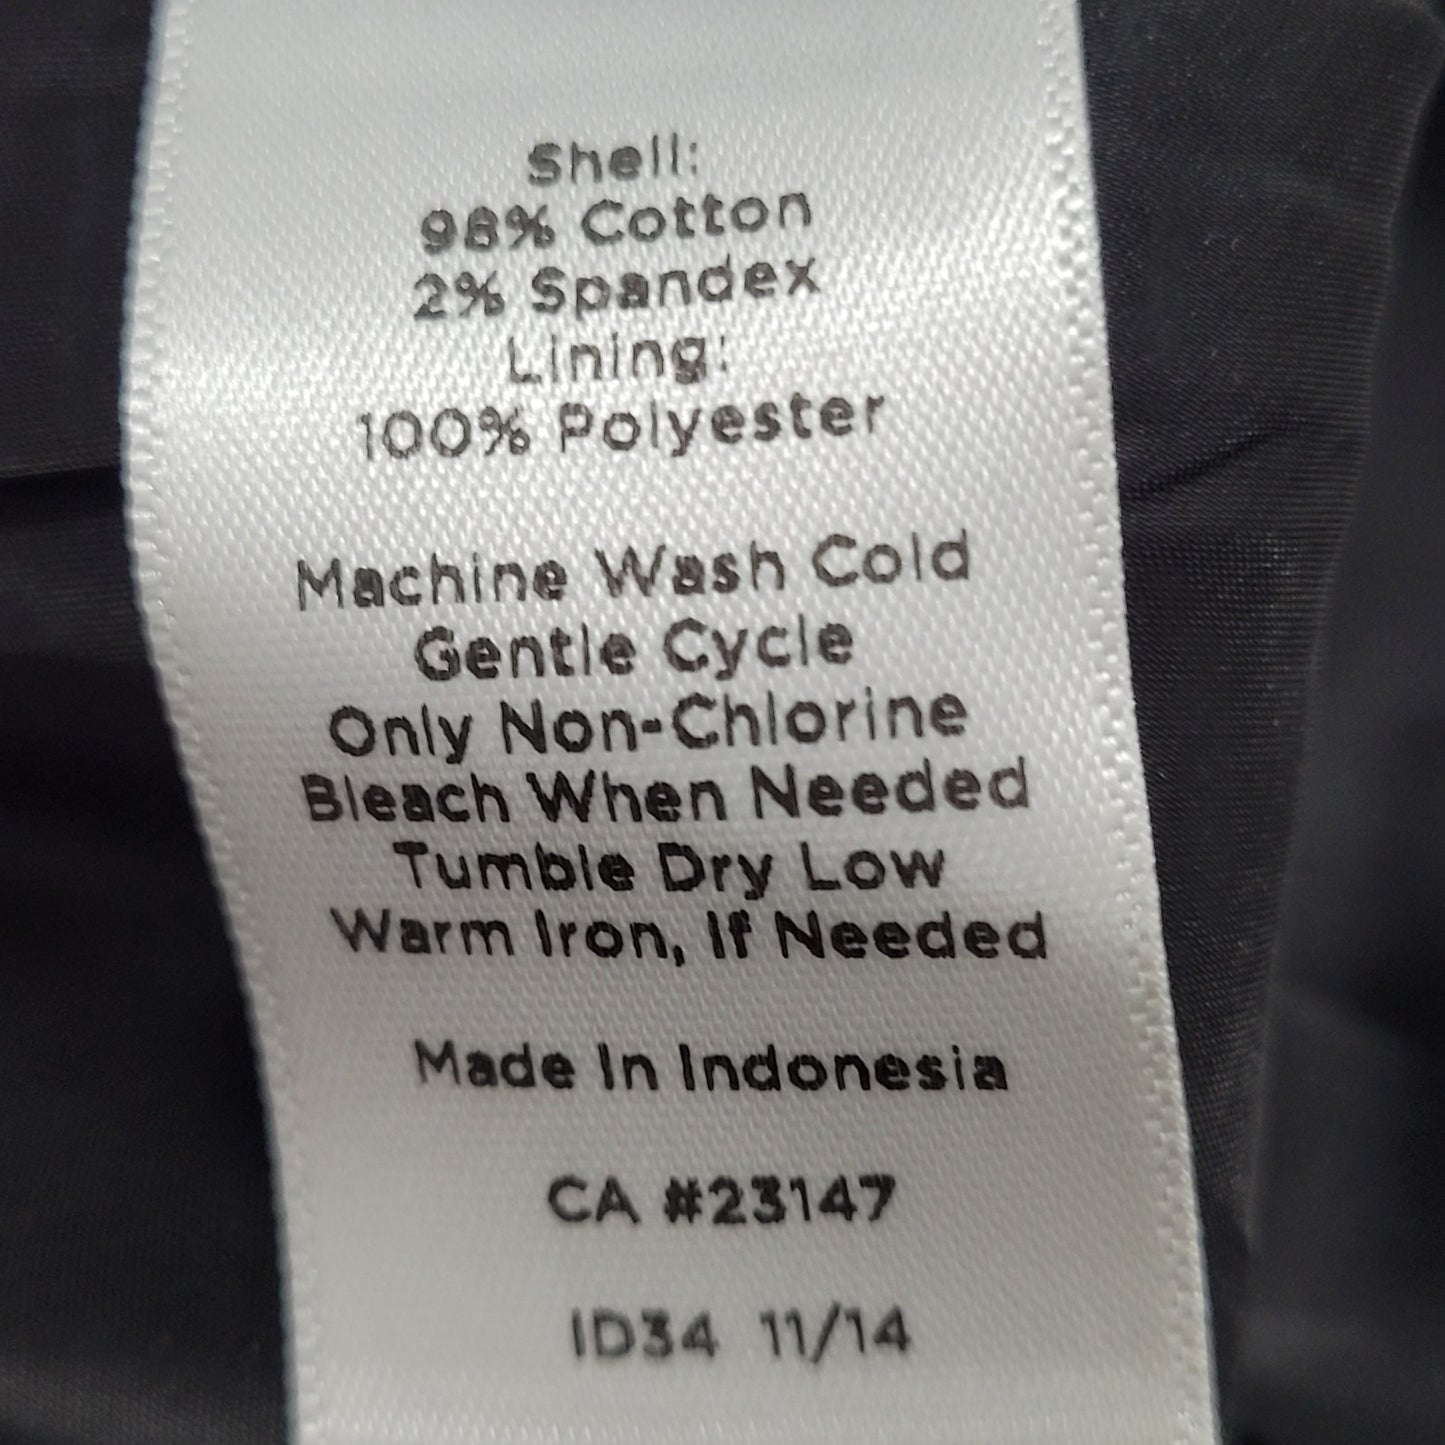 Shell:
98% Cotton
2% Spandex
Lining:
100% Polyester
Machine Wash Cold
Gentle Cycle
Only Non-Chlorine
Bleach When Needed
Tumble Dry Low
Warm Iron, If Needed
Made In Indonesia
CA #23147
ID34 11/14